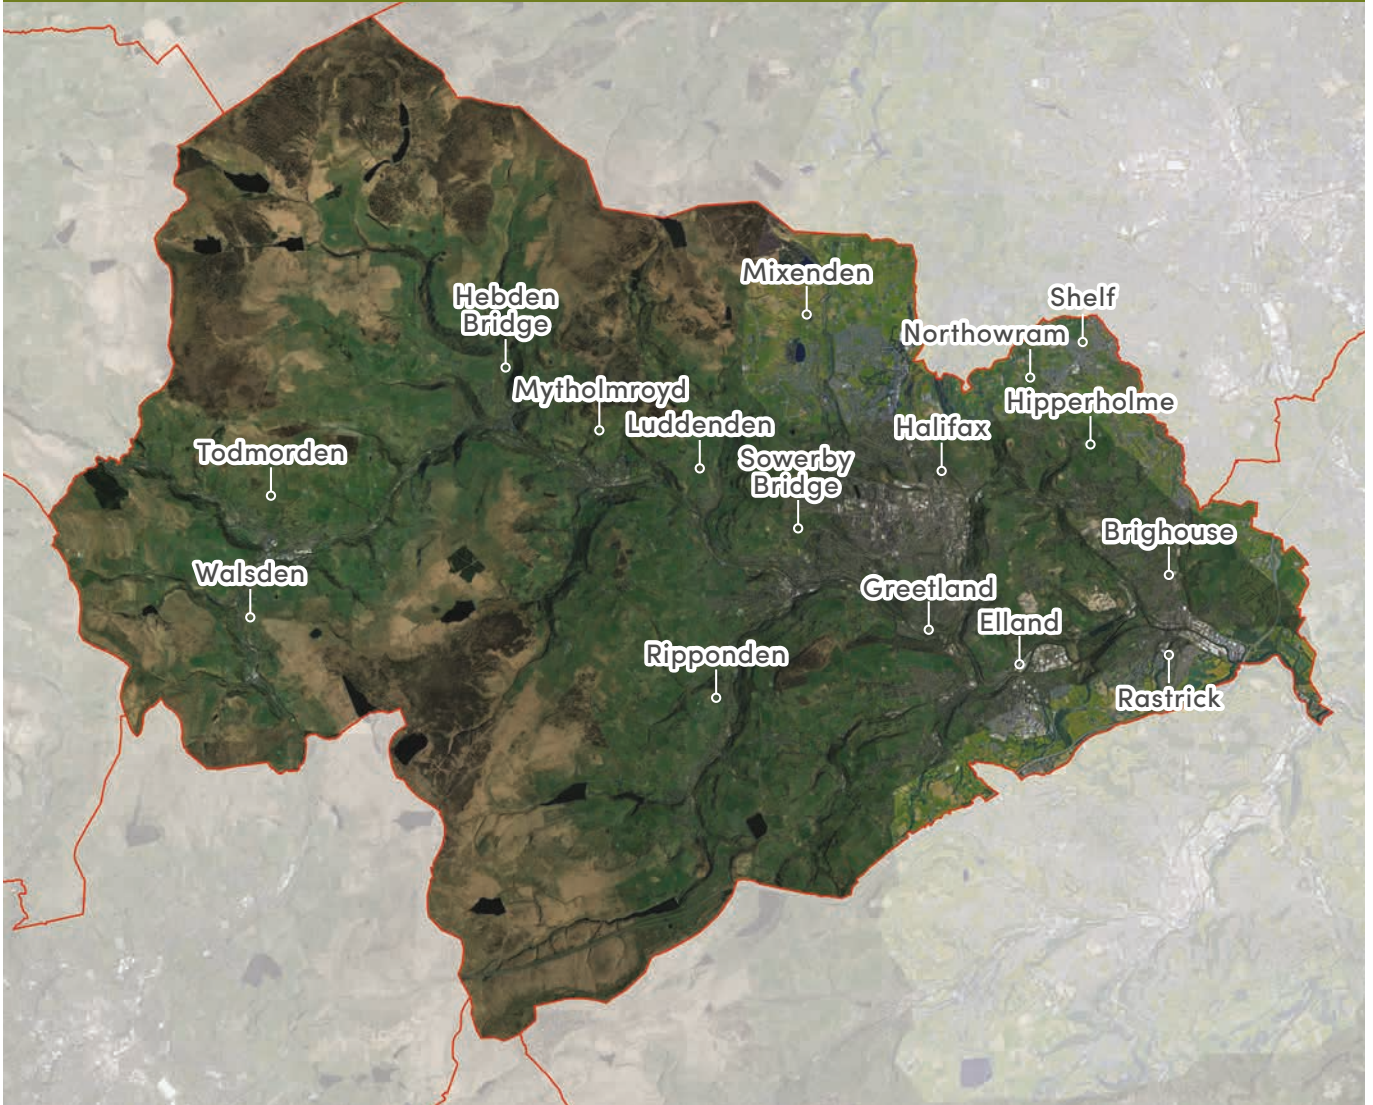 Mixenden
Shelf
Hebden
Bridge
Northowram
Mytholmroyd
Hipperholme
Luddenden
Halifax
Todmorden
Sowerby
Bridge
Brighouse
Walsden
Greetland
Elland
Ripponden
Rastrick